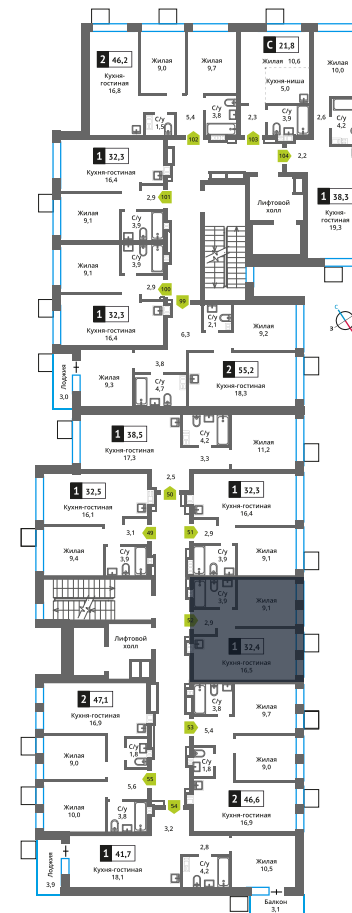 2 46,2
Кухня-
гостиная
16,8
Жилая
9,0
Жилая
9,7
С/у
1,5
5,4
С/у
3,8
102
С 21,8
Жилая 10,6
Кухня-ниша
5,0
2,3
С/у
3,9
103
Жилая
10,0
2,6
С/у
4,2
104
2,2
1 32,3
Кухня-гостиная
16,4
2,9
101
Жилая
9,1
С/у
3,9
Лифтовой
холл
1 38,3
Кухня-
гостиная
19,3
Жилая
9,1
С/у
3,9
2,9
100
1 32,3
Кухня-гостиная
16,4
99
6,3
С/у
2,1
Жилая
9,2
С
З
Лоджия
3,0
Жилая
9,3
3,8
С/у
4,7
2 55,2
Кухня-гостиная
18,3
1 38,5
Кухня-гостиная
17,3
С/у
4,2
3,3
Жилая
11,2
2,5
50
1 32,5
Кухня-гостиная
16,1
1 32,3
Кухня-гостиная
16,4
3,1
49
51
2,9
Жилая
9,4
С/у
3,9
С/у
3,9
Жилая
9,1
С/у
3,9
Жилая
9,1
52
2,9
Лифтовой
холл
1 32,4
Кухня-гостиная
16,5
2 47,1
Кухня-гостиная
16,9
С/у
3,8
Жилая
9,7
53
5,4
Жилая
9,0
С/у
1,8
С/у
1,8
Жилая
9,0
55
5,6
Жилая
10,0
С/у
3,8
54
3,2
2 46,6
Кухня-гостиная
16,9
Лоджия
3,9
1 41,7
Кухня-гостиная
18,1
2,8
С/у
4,2
Жилая
10,5
Балкон
3,1